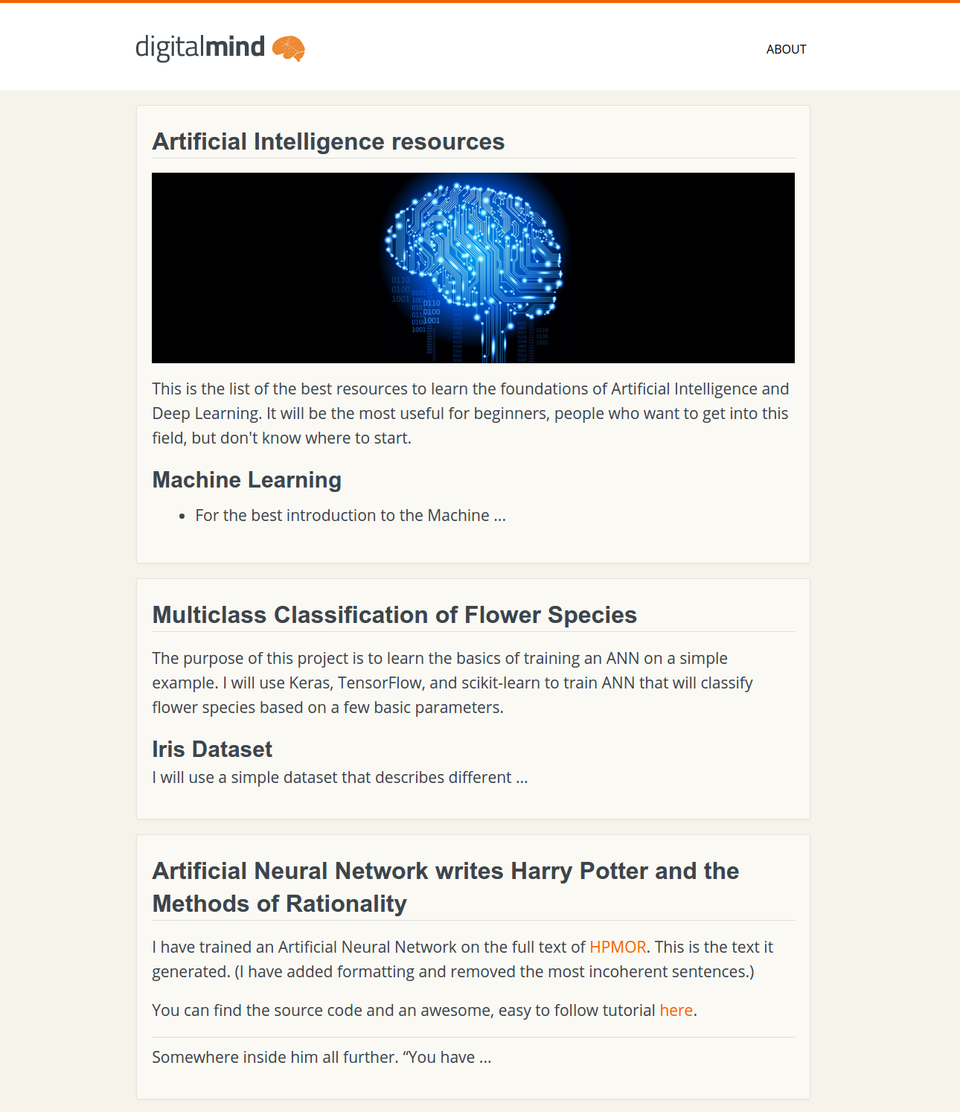 digitalmind
ABOUT
Artificial Intelligence resources
0110
0100
1001
0110
0100
1001
This is the list of the best resources to learn the foundations of Artificial Intelligence and
Deep Learning. It will be the most useful for beginners, people who want to get into this
field, but don't know where to start.
Machine Learning
• For the best introduction to the Machine ...
Multiclass Classification of Flower Species
The purpose of this project is to learn the basics of training an ANN on a simple
example. I will use Keras, TensorFlow, and scikit-learn to train ANN that will classify
flower species based on a few basic parameters.
Iris Dataset
I will use a simple dataset that describes different ...
Artificial Neural Network writes Harry Potter and the
Methods of Rationality
I have trained an Artificial Neural Network on the full text of HPMOR. This is the text it
generated. (I have added formatting and removed the most incoherent sentences.)
You can find the source code and an awesome, easy to follow tutorial here.
Somewhere inside him all further. “You have ...